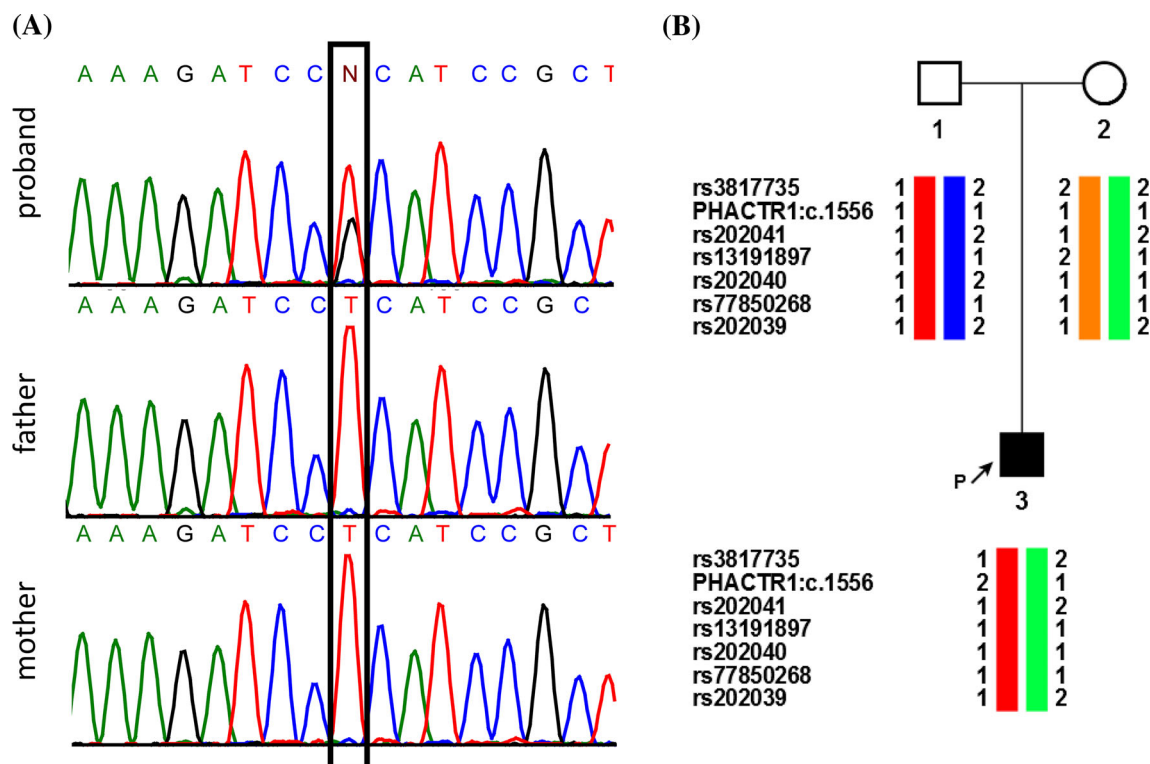 (A)
A A A G A T C C N C A T C C G C T
proband
A A A G A T C C T C A T C C G C
father
A A A G A T C C T C A T C C G C T
mother
(B)
1 2
rs3817735 1 2 2 2
PHACTR1:c.1556 1 1 1 1
rs202041 1 2 1 2
rs13191897 1 1 2 1
rs202040 1 2 1 1
rs77850268 1 1 1 1
rs202039 1 2 1 2
P
3
rs3817735 1 2
PHACTR1:c.1556 2 1
rs202041 1 2
rs13191897 1 1
rs202040 1 1
rs77850268 1 1
rs202039 1 2